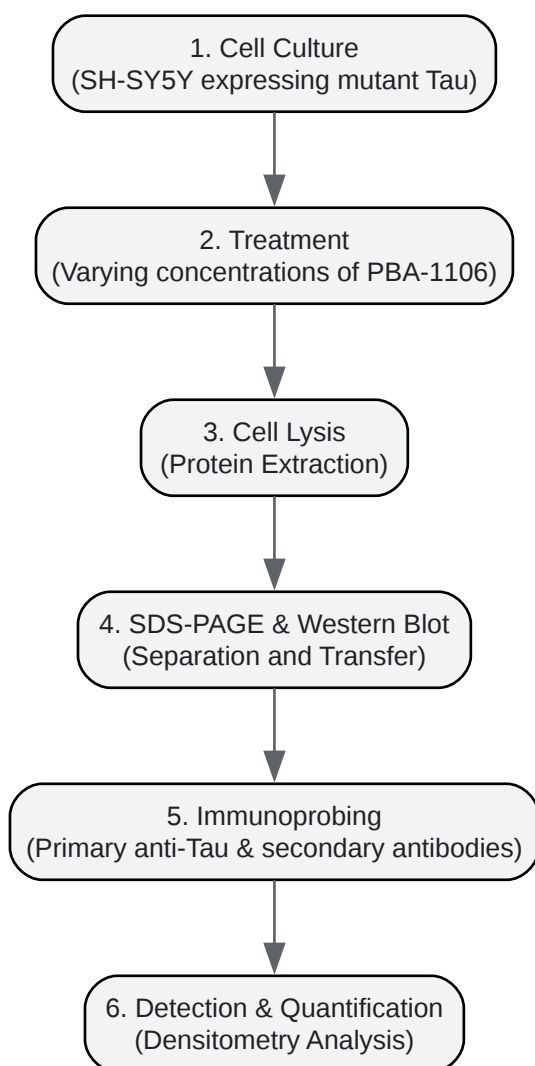 1. Cell Culture
(SH-SY5Y expressing mutant Tau)
2. Treatment
(Varying concentrations of PBA-1106)
3. Cell Lysis
(Protein Extraction)
4. SDS-PAGE & Western Blot
(Separation and Transfer)
5. Immunoprobing
(Primary anti-Tau & secondary antibodies)
6. Detection & Quantification
(Densitometry Analysis)